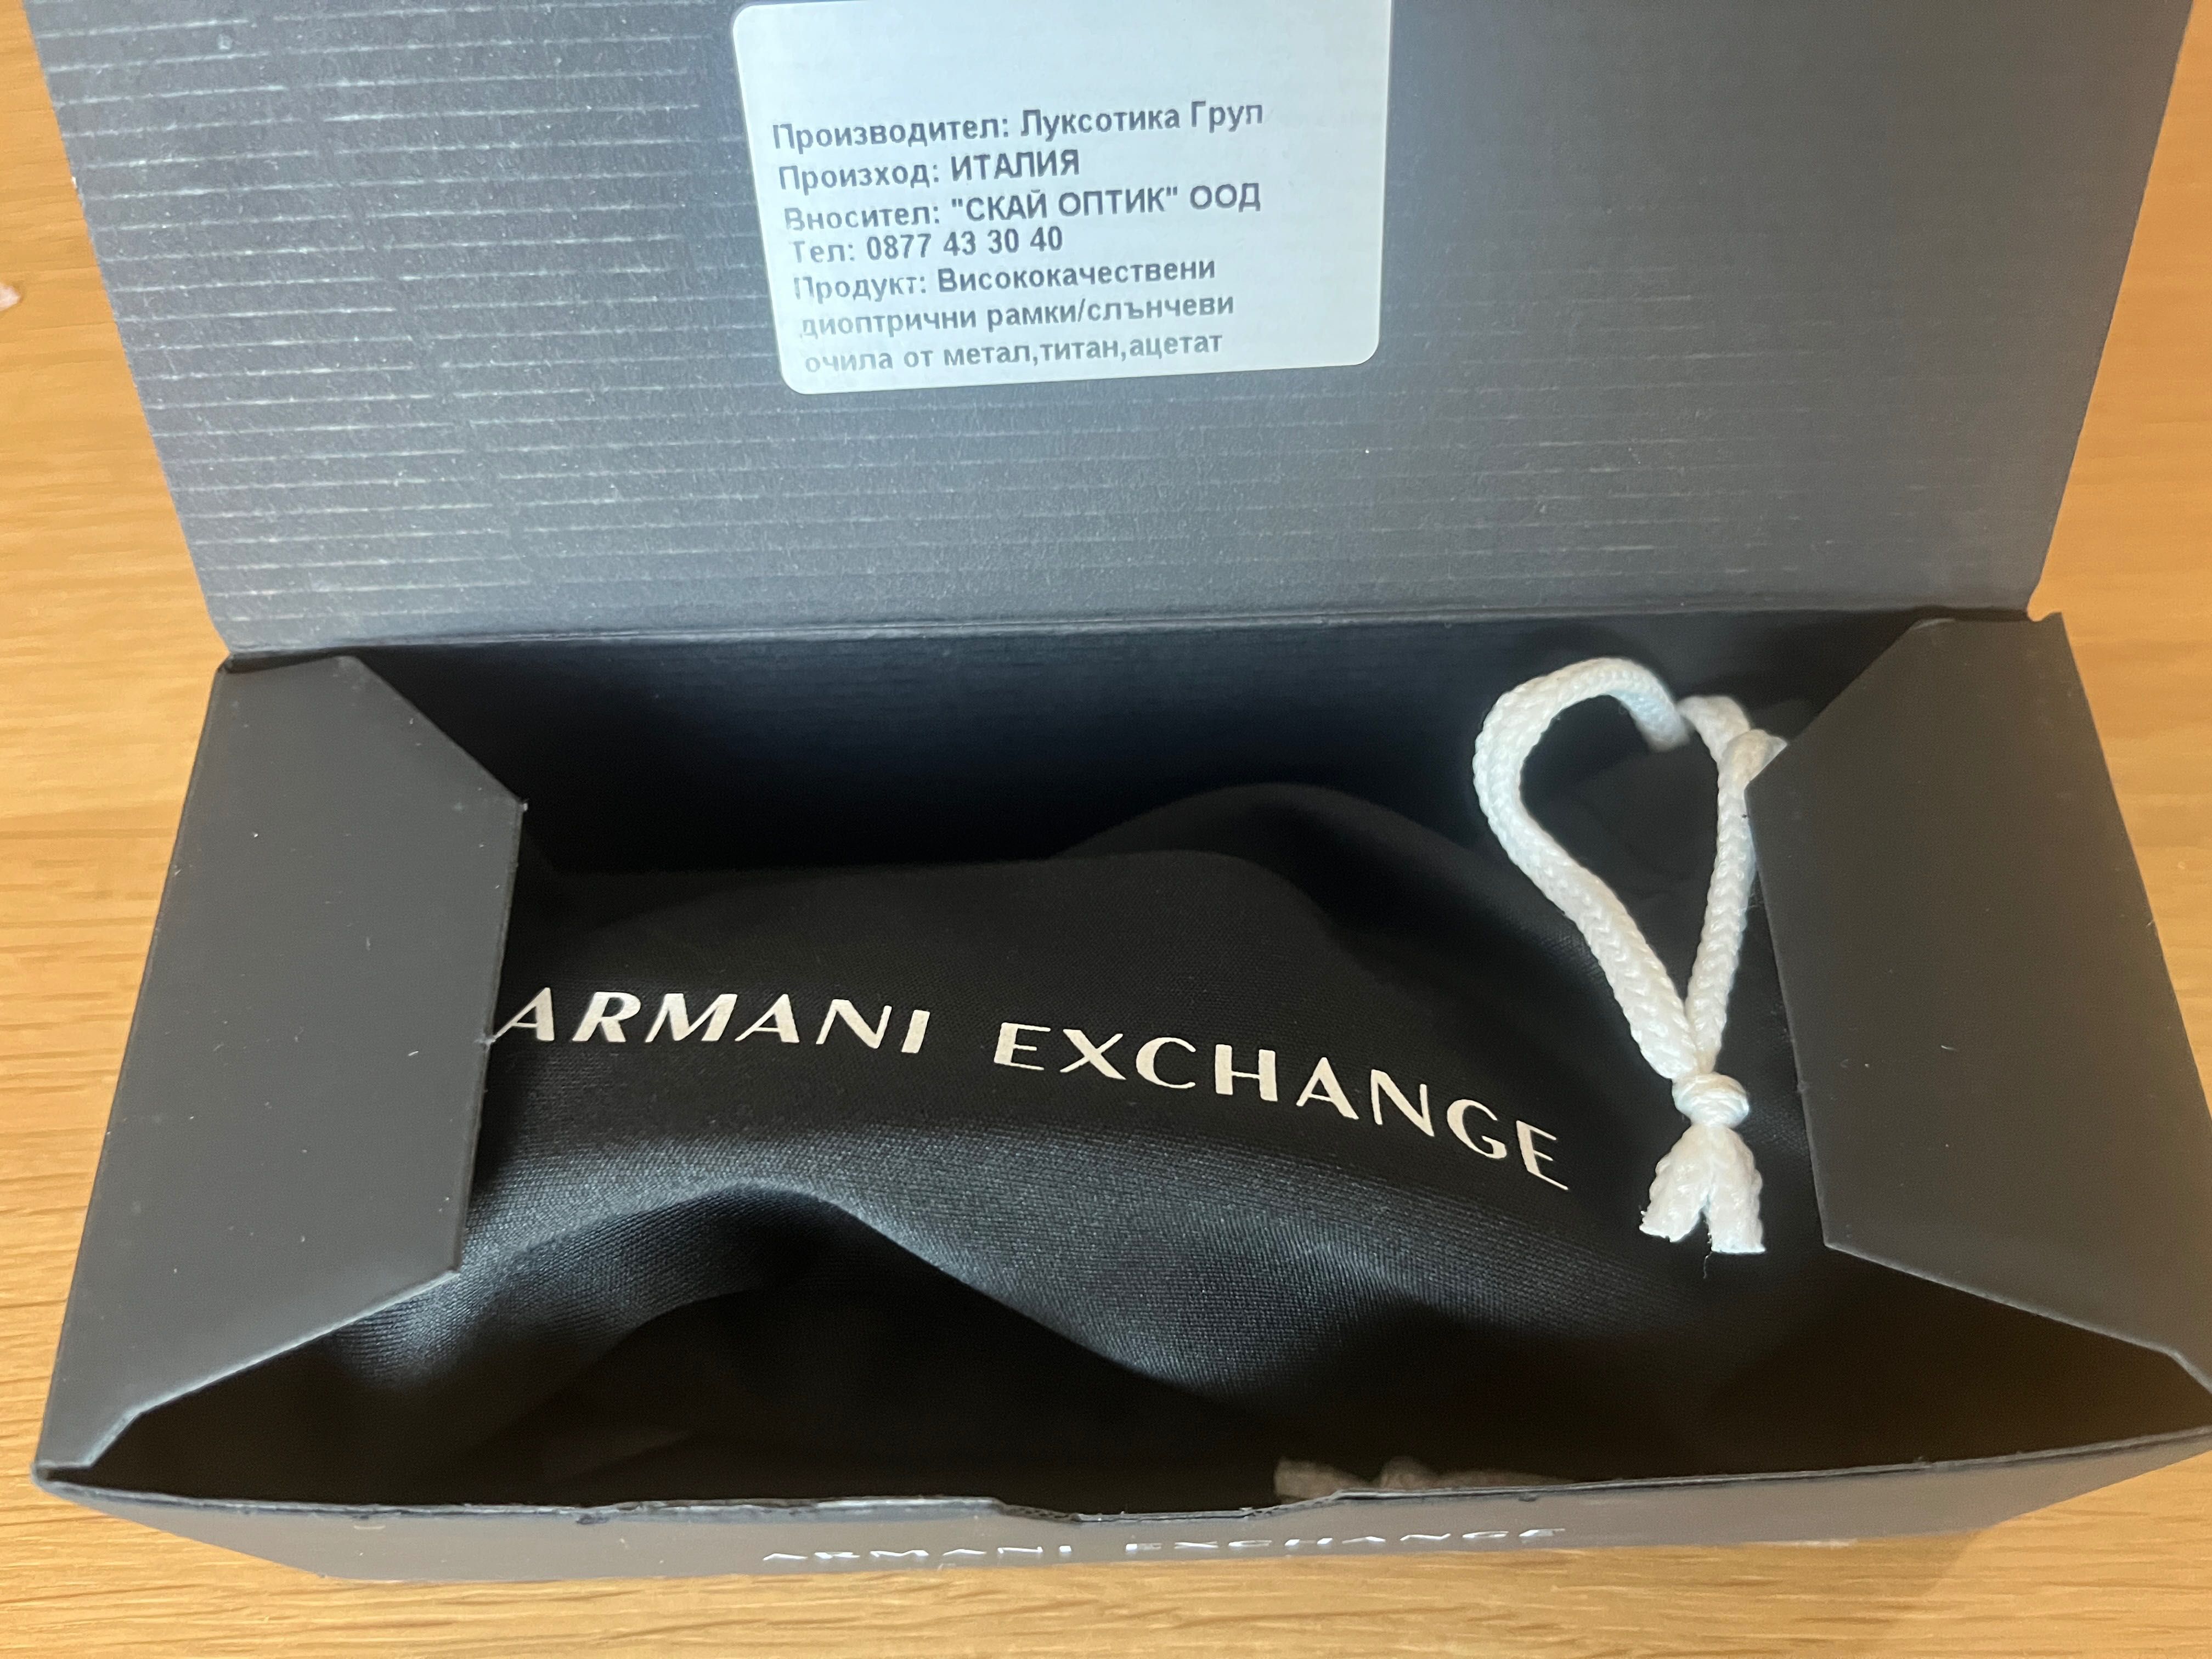 Производител: Луксотика Груп
Произход: ИТАЛИЯ
Вносител: "СКАЙ ОПТИК" ООД
Тел: 0877 43 30 40
Продукт: Висококачествени
диоптрични рамки/слънчеви
очила от метал,титан,ацетат
ARMANI EXCHANGE
ARMANI EXCHANGE